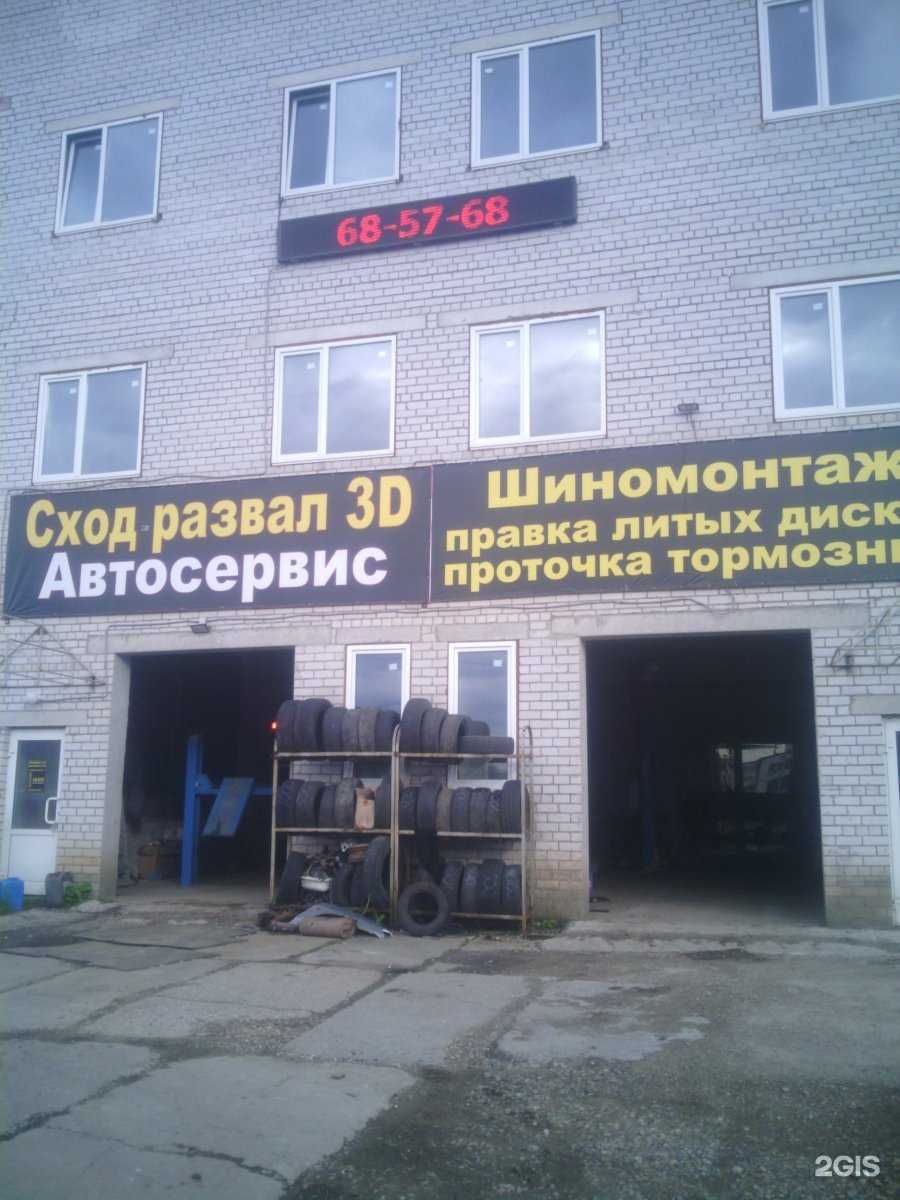 68-57-68
Сход развал 3D
Автосервис
Шиномонтаж
правка литых диск
проточка тормозн
2GIS